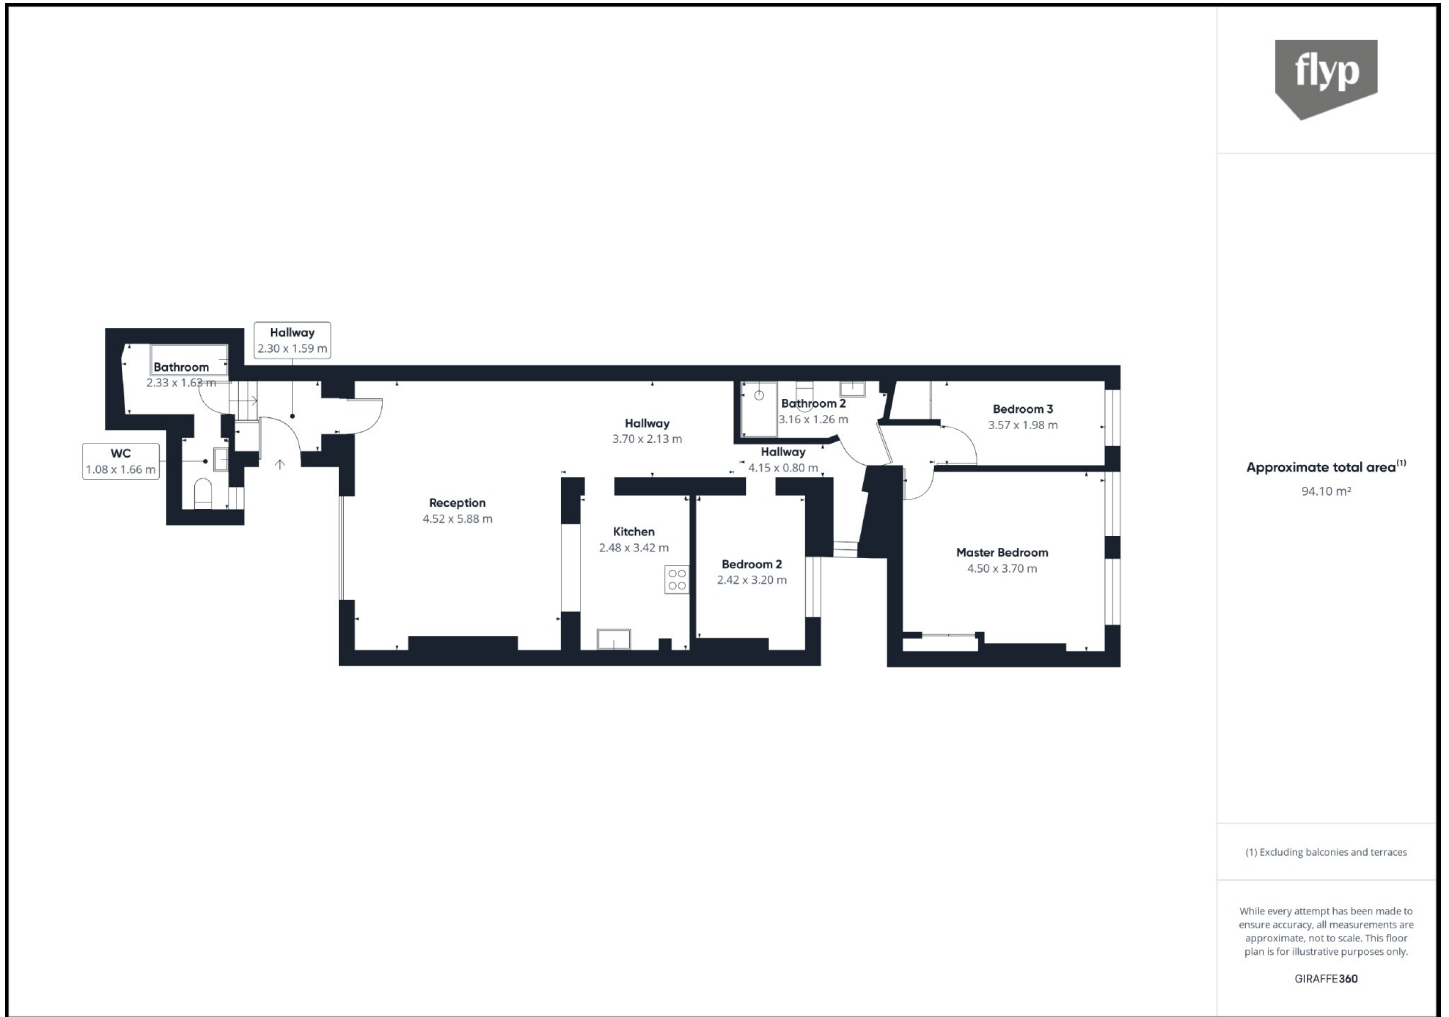 flyp
Hallway
2.30 x 1.59 m
Bathroom
2.33 x 1.63 m
WC
1.08 x 1.66 m
Hallway
3.70 x 2.13 m
Bathroom 2
3.16 x 1.26 m
Bedroom 3
3.57 x 1.98 m
Hallway
4.15 x 0.80 m
Reception
4.52 x 5.88 m
Kitchen
2.48 x 3.42 m
Bedroom 2
2.42 x 3.20 m
Master Bedroom
4.50 x 3.70 m
Approximate total area(1)
94.10 m²
(1) Excluding balconies and terraces
While every attempt has been made to
ensure accuracy, all measurements are
approximate, not to scale. This floor
plan is for illustrative purposes only.
GIRAFFE360